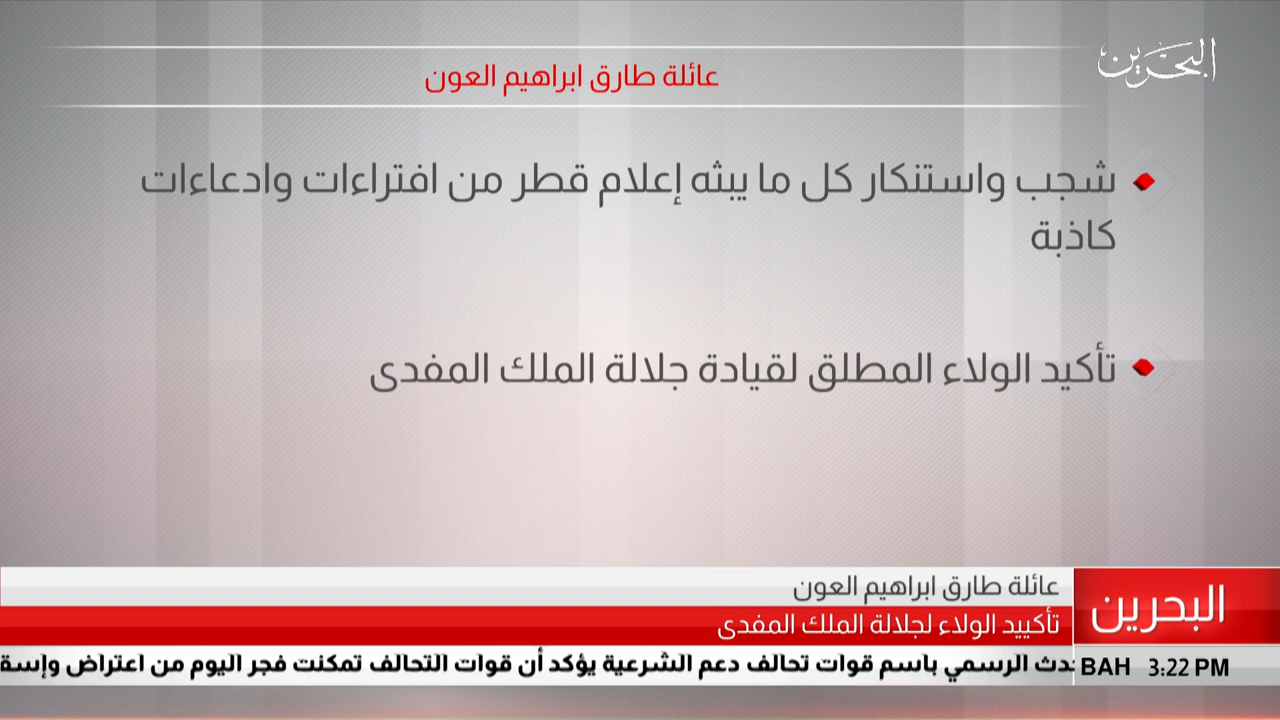 البحرين
عائلة طارق ابراهيم العون
شجب واستنكار كل ما يبثه إعلام قطر من افتراءات وادعاءات
كاذبة
تأكيد الولاء المطلق لقيادة جلالة الملك المفدى
عائلة طارق ابراهيم العون
البحرين
تأكييد الولاء لجلالة الملك المفدى
حدث الرسمي باسم قوات تحالف دعم الشرعية يؤكد أن قوات التحالف تمكنت فجر اليوم من اعتراض وإسقا
BAH 3:22 PM